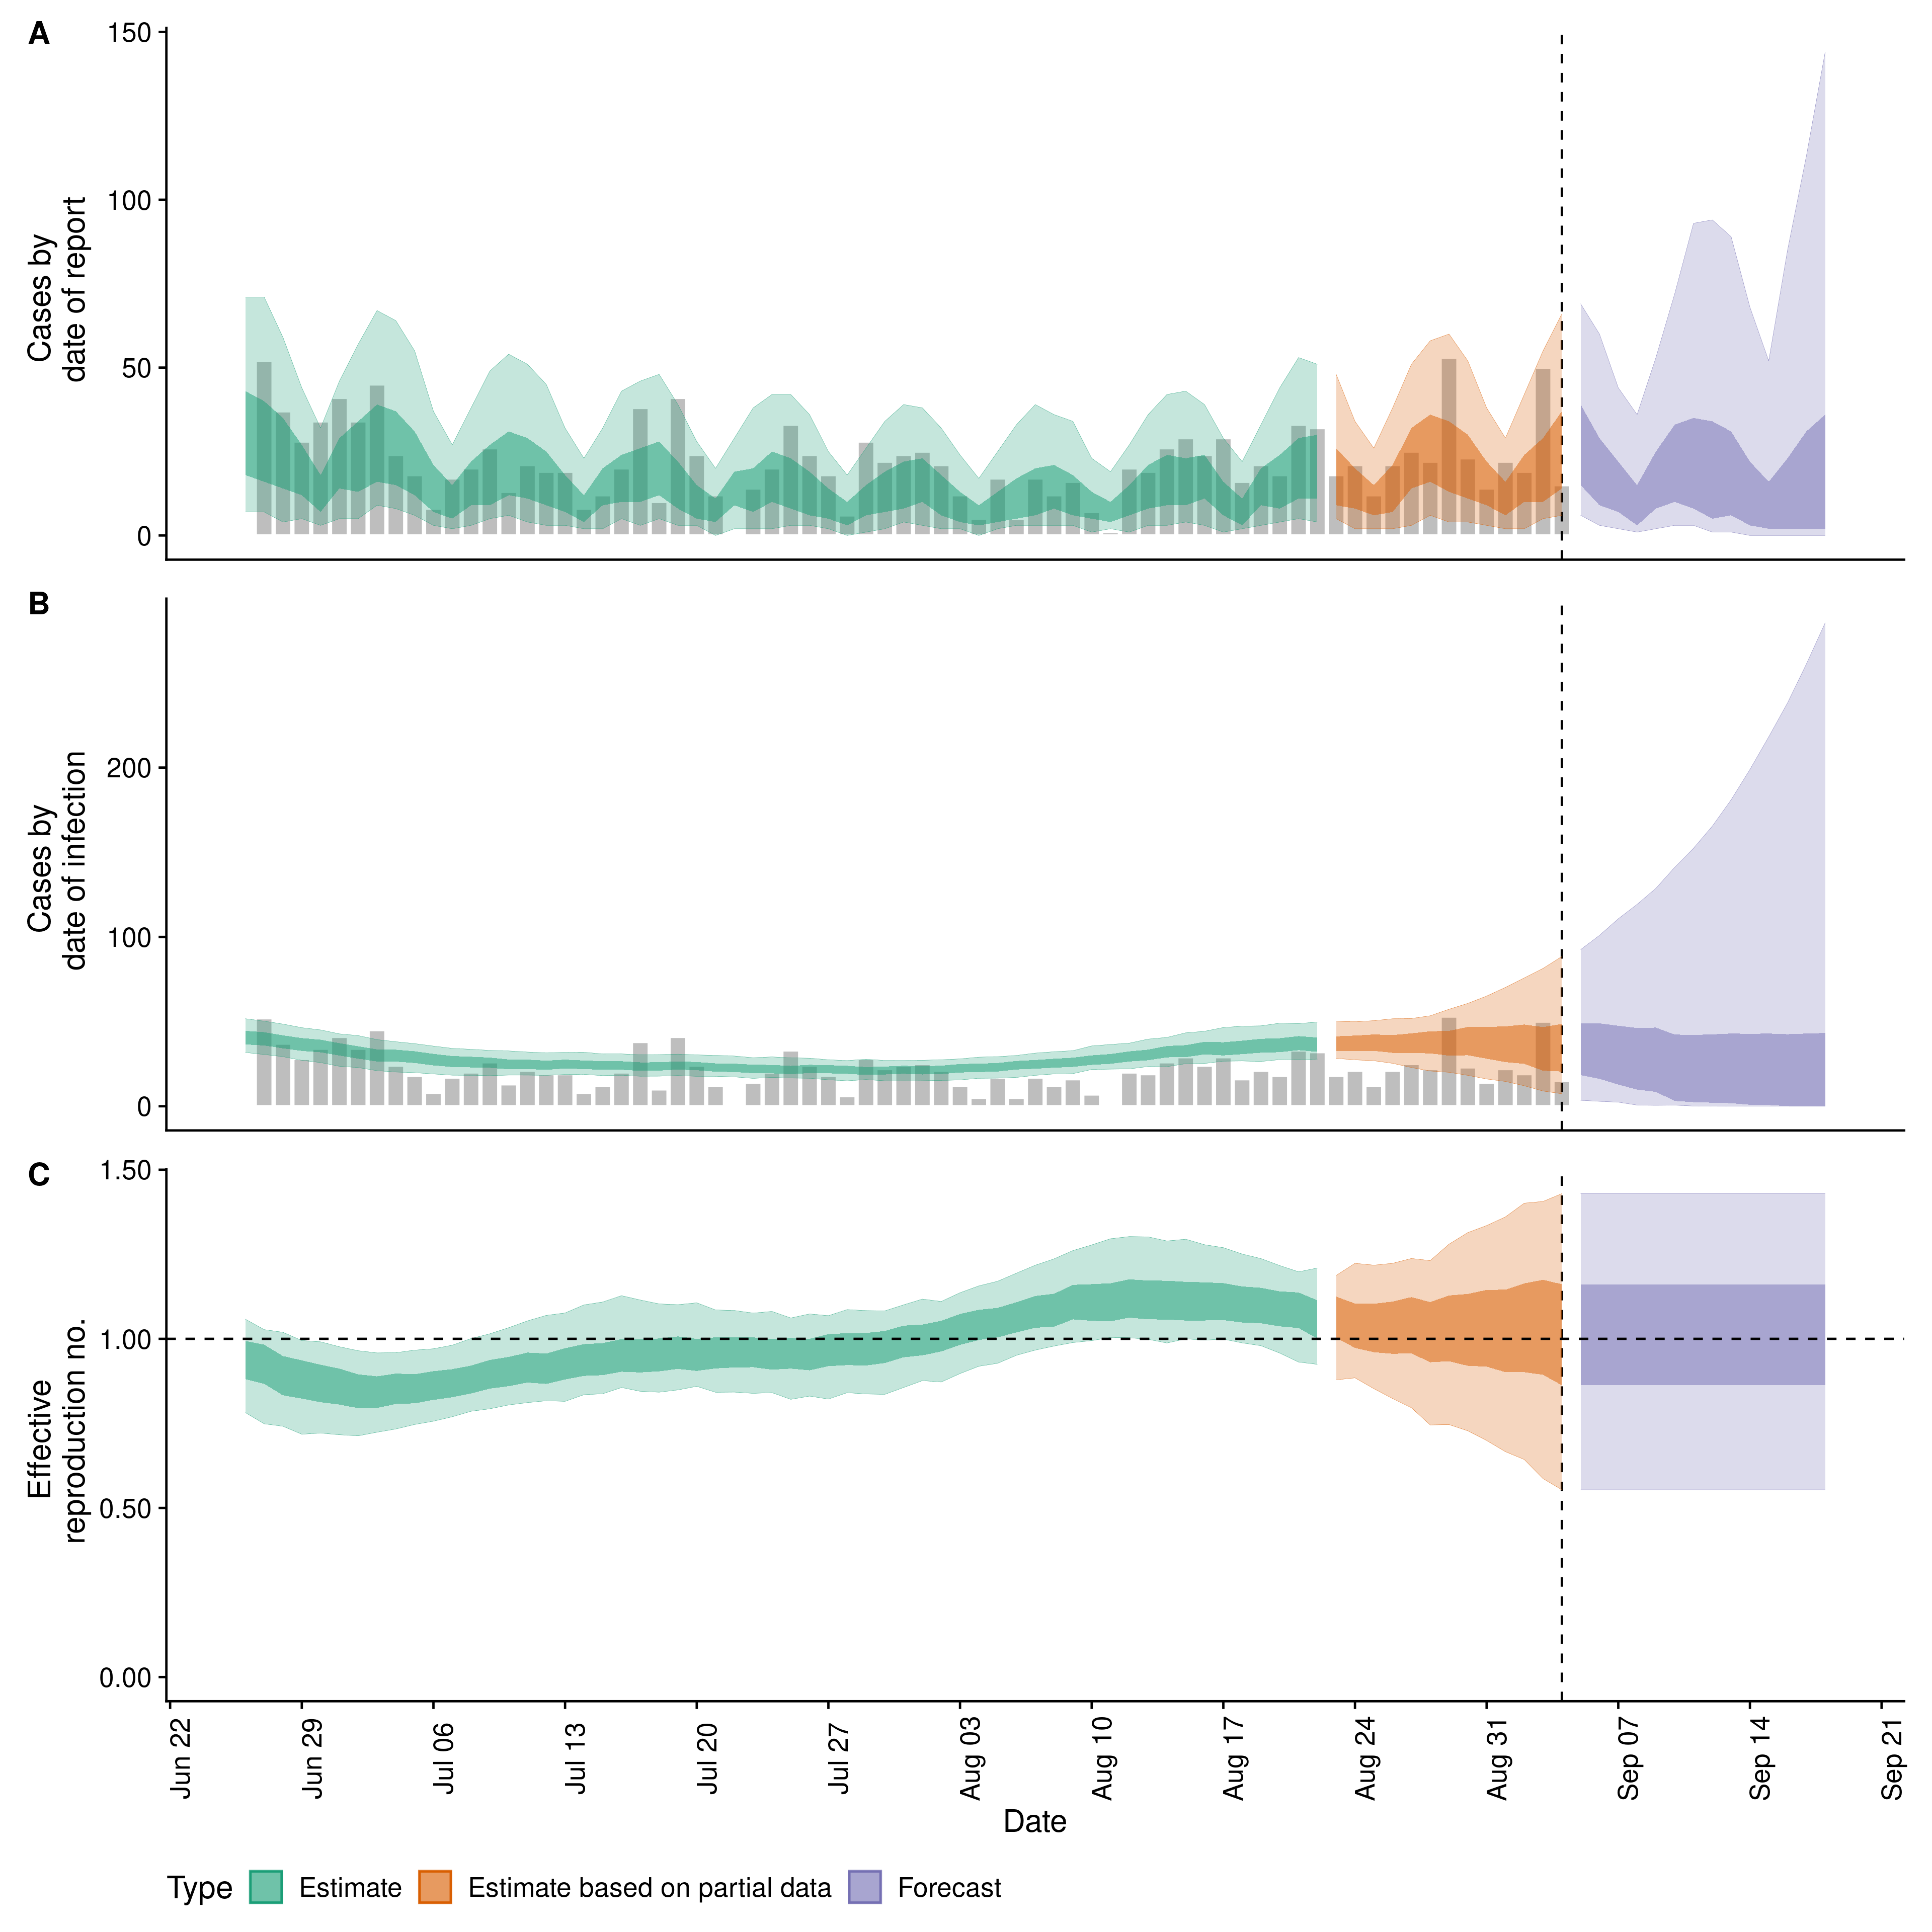 A
150
100
50
0
Cases by
date of report
B
200
100
0
Cases by
date of infection
C
1.50
1.00
0.50
0.00
Effective
reproduction no.
Jun 22
Jun 29
Jul 06
Jul 13
Jul 20
Jul 27
Aug 03
Aug 10
Aug 17
Aug 24
Aug 31
Sep 07
Sep 14
Sep 21
Date
Type Estimate Estimate based on partial data Forecast